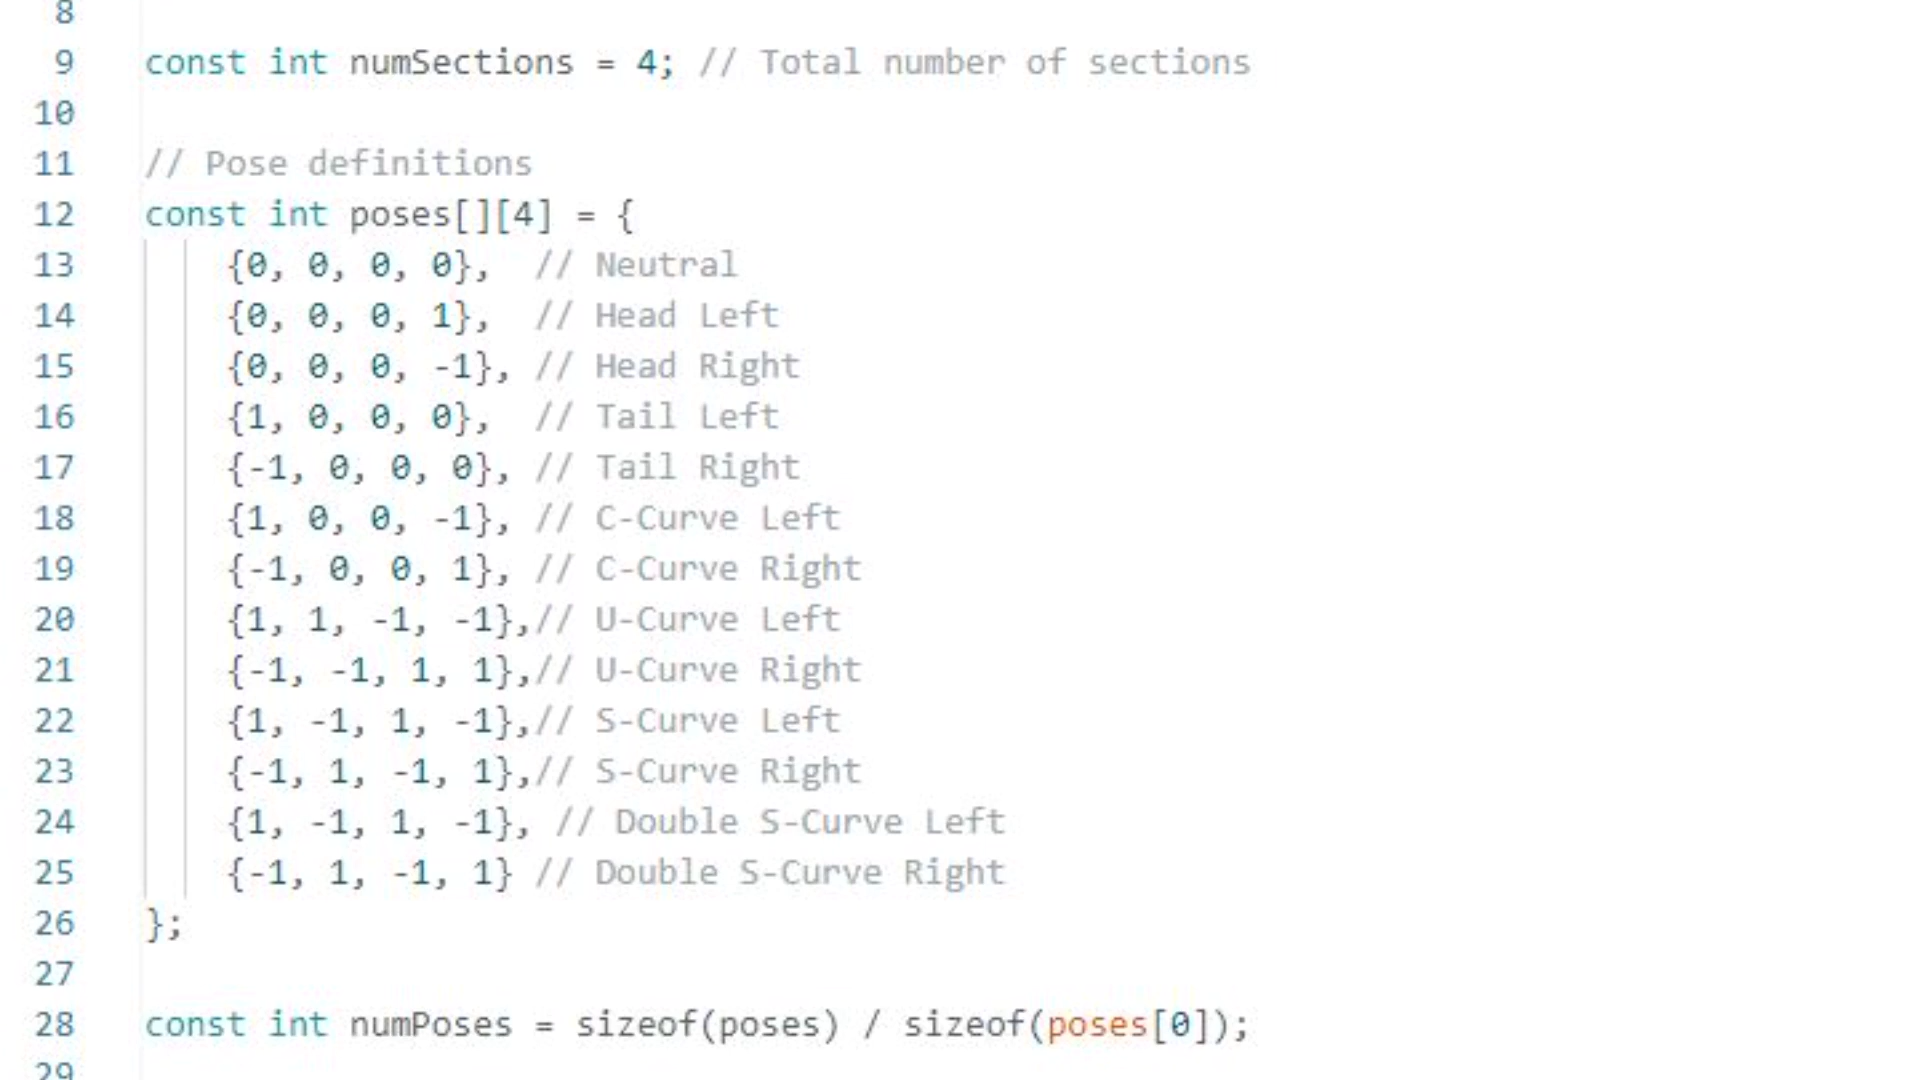 8
9 const int numSections = 4; // Total number of sections
10
11 // Pose definitions
12 const int poses[][4] = {
13 {0, 0, 0, 0}, // Neutral
14 {0, 0, 0, 1}, // Head Left
15 {0, 0, 0, -1}, // Head Right
16 {1, 0, 0, 0}, // Tail Left
17 {-1, 0, 0, 0}, // Tail Right
18 {1, 0, 0, -1}, // C-Curve Left
19 {-1, 0, 0, 1}, // C-Curve Right
20 {1, 1, -1, -1},// U-Curve Left
21 {-1, -1, 1, 1},// U-Curve Right
22 {1, -1, 1, -1},// S-Curve Left
23 {-1, 1, -1, 1},// S-Curve Right
24 {1, -1, 1, -1}, // Double S-Curve Left
25 {-1, 1, -1, 1} // Double S-Curve Right
26 };
27
28 const int numPoses = sizeof(poses) / sizeof(poses[0]);
29